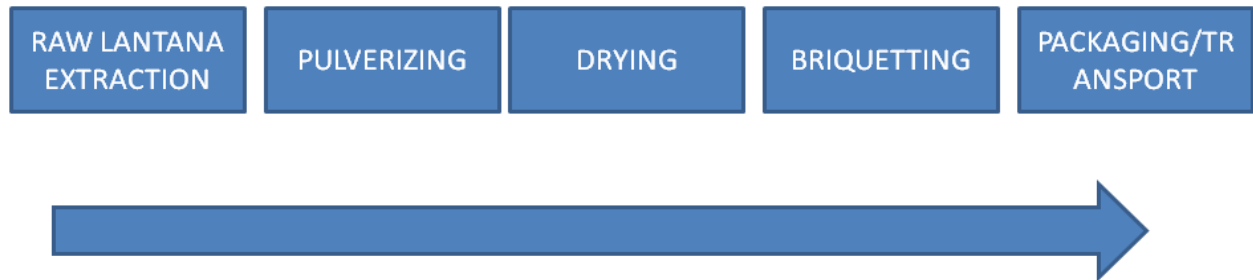 RAW LANTANA
EXTRACTION
PULVERIZING
DRYING
BRIQUETTING
PACKAGING/TR
ANSPORT